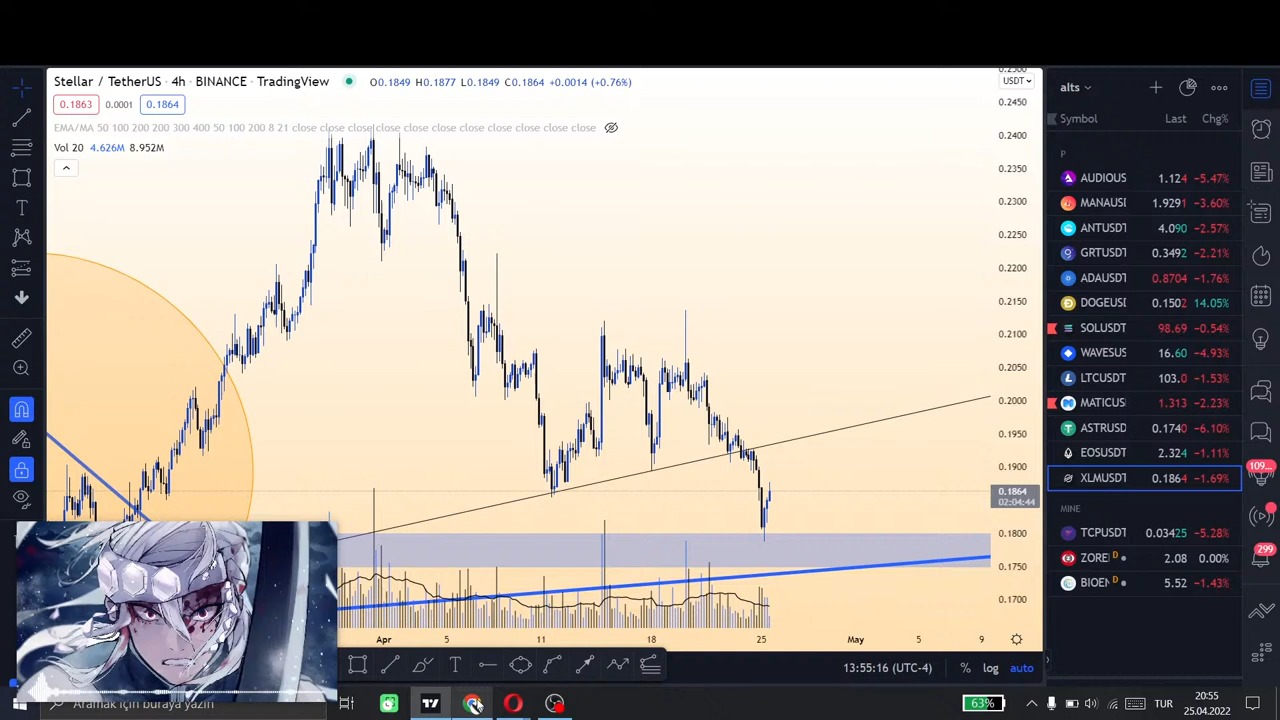 Stellar / TetherUS · 4h · BINANCE · TradingView O0.1849 H0.1877 L0.1849 C0.1864 +0.0014 (+0.76%)
0.1863 0.0001 0.1864
EMA/MA 50 100 200 200 300 400 50 100 200 8 21 close close close close close close close close close close close
Vol 20 4.626M 8.952M
USDT
0.2450
0.2400
0.2350
0.2300
0.2250
0.2200
0.2150
0.2100
0.2050
0.2000
0.1950
0.1900
0.1864
02:04:44
0.1800
0.1750
0.1700
Apr 5 11 18 25 May 5 9
13:55:16 (UTC-4) % log auto
alts
Symbol Last Chg%
P
AUDIOUS 1.124 −5.47%
MANAUSI 1.9291 −3.60%
ANTUSDT 4.090 −2.57%
GRTUSDT 0.3492 −2.21%
ADAUSDT 0.8704 −1.76%
DOGEUSI 0.1502 14.05%
SOLUSDT 98.69 −0.54%
WAVESUS 16.60 −4.93%
LTCUSDT 103.0 −1.53%
MATICUS 1.313 −2.23%
ASTRUSD 0.1740 −6.10%
EOSUSDT 2.324 −1.11%
XLMUSDT 0.1864 −1.69%
MINE
TCPUSDT 0.03425 −5.28%
ZORE D 2.08 0.00%
BIOEN D 5.52 −1.43%
109...
299
Aramak için buraya yazın
63%
TUR
20:55
25.04.2022